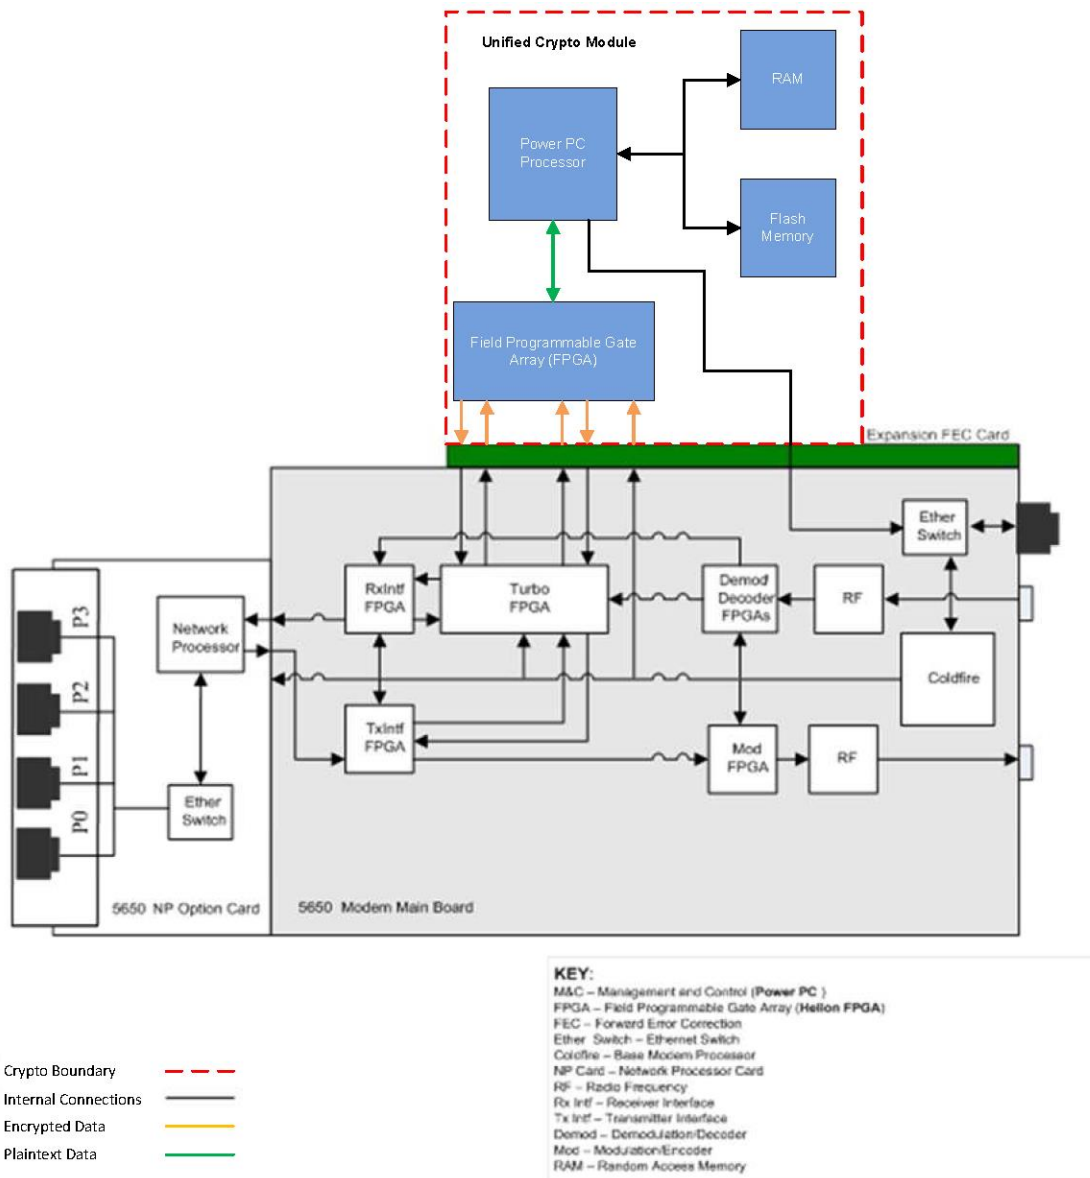 Unified Crypto Module
RAM
Power PC
Processor
Flash
Memory
Field Programmable Gate
Array (FPGA)
Expansion FEC Card
Ether
Switch
RxIntf
FPGA
Turbo
FPGA
Demod
Decoder
FPGAs
RF
P3
Network
Processor
P2
Coldfire
TxIntf
FPGA
Mod
FPGA
RF
P1
Ether
Switch
P0
5650 NP Option Card
5650 Modem Main Board
KEY:
M&C – Management and Control (Power PC )
FPGA – Field Programmable Gate Array (Helion FPGA)
FEC – Forward Error Correction
Ether Switch – Ethernet Switch
Coldfire – Base Modem Processor
NP Card – Network Processor Card
RF – Radio Frequency
Rx Intf – Receiver Interface
Tx Intf – Transmitter Interface
Demod – Demodulation/Decoder
Mod – Modulation/Encoder
RAM – Random Access Memory
Crypto Boundary
Internal Connections
Encrypted Data
Plaintext Data